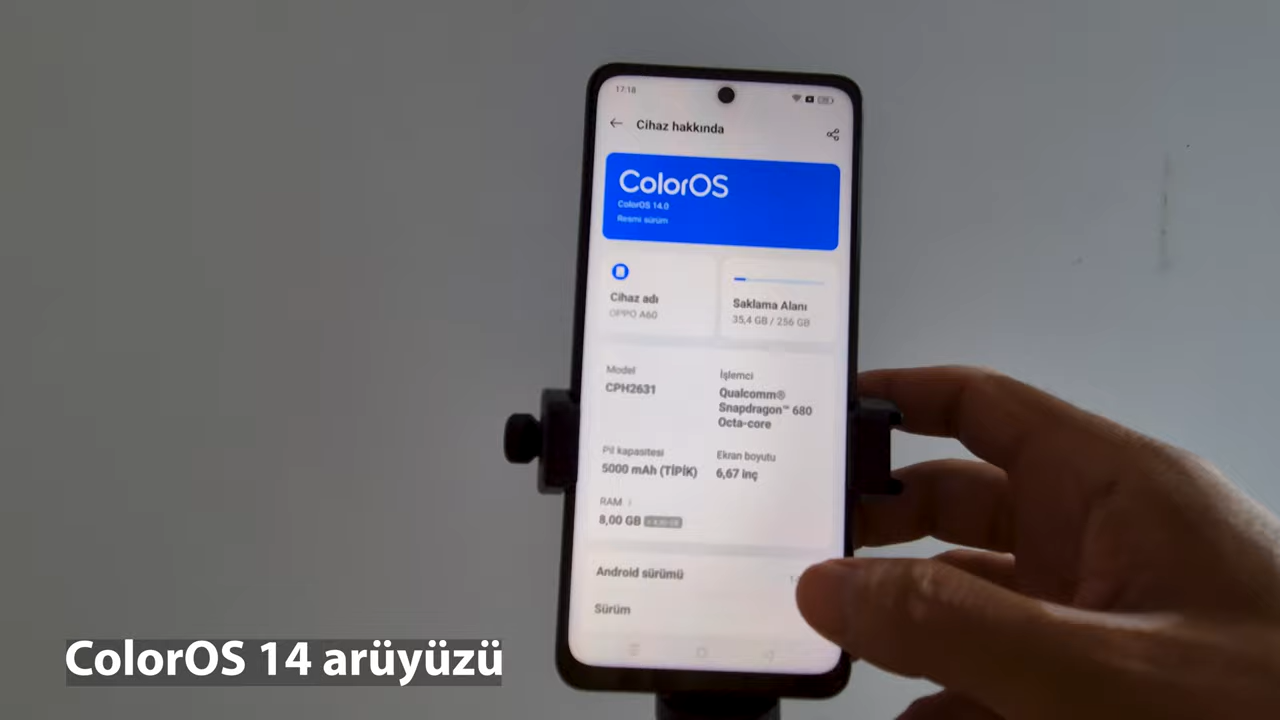 17:18
Cihaz hakkında
ColorOS
ColorOS 14.0
Resmi sürüm
Cihaz adı
OPPO A60
Saklama Alanı
35,4 GB / 256 GB
Model
CPH2631
İşlemci
Qualcomm®
Snapdragon™ 680
Octa-core
Pil kapasitesi
5000 mAh (TİPİK)
Ekran boyutu
6,67 inç
RAM
8,00 GB
Android sürümü
Sürüm
ColorOS 14 arüyüzü